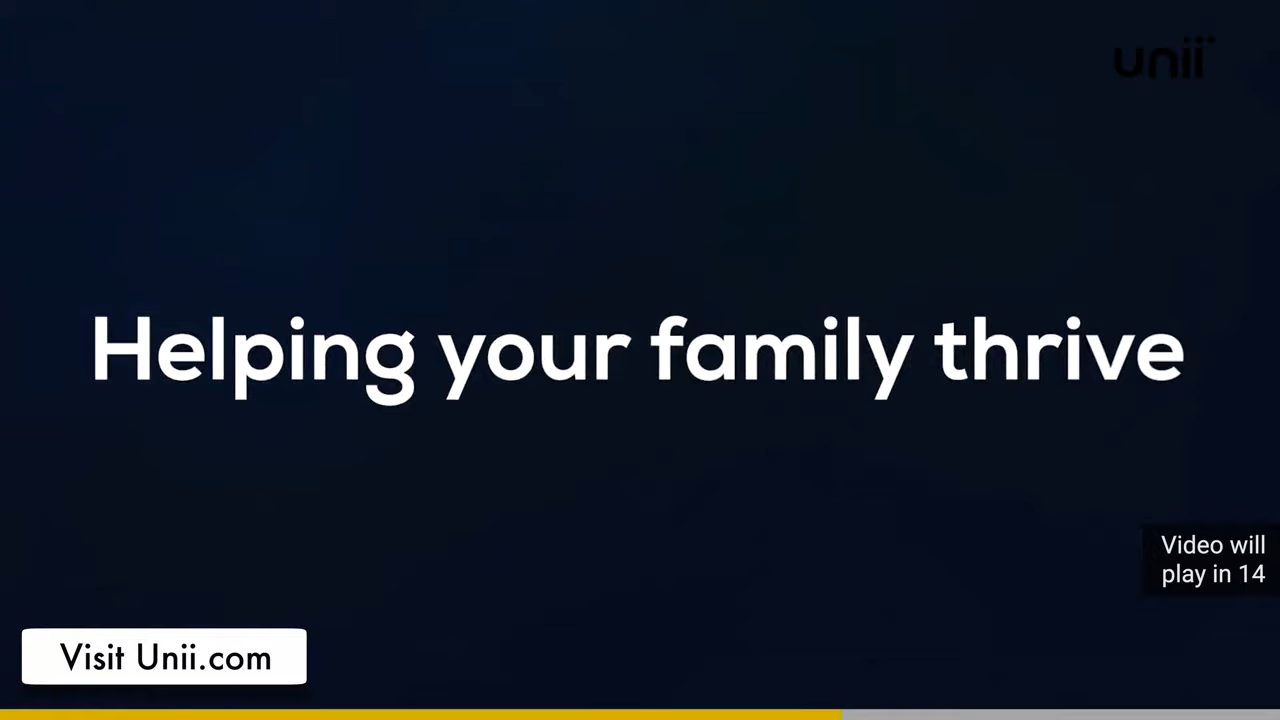 unii
Helping your family thrive
Video will
play in 14
Visit Unii.com